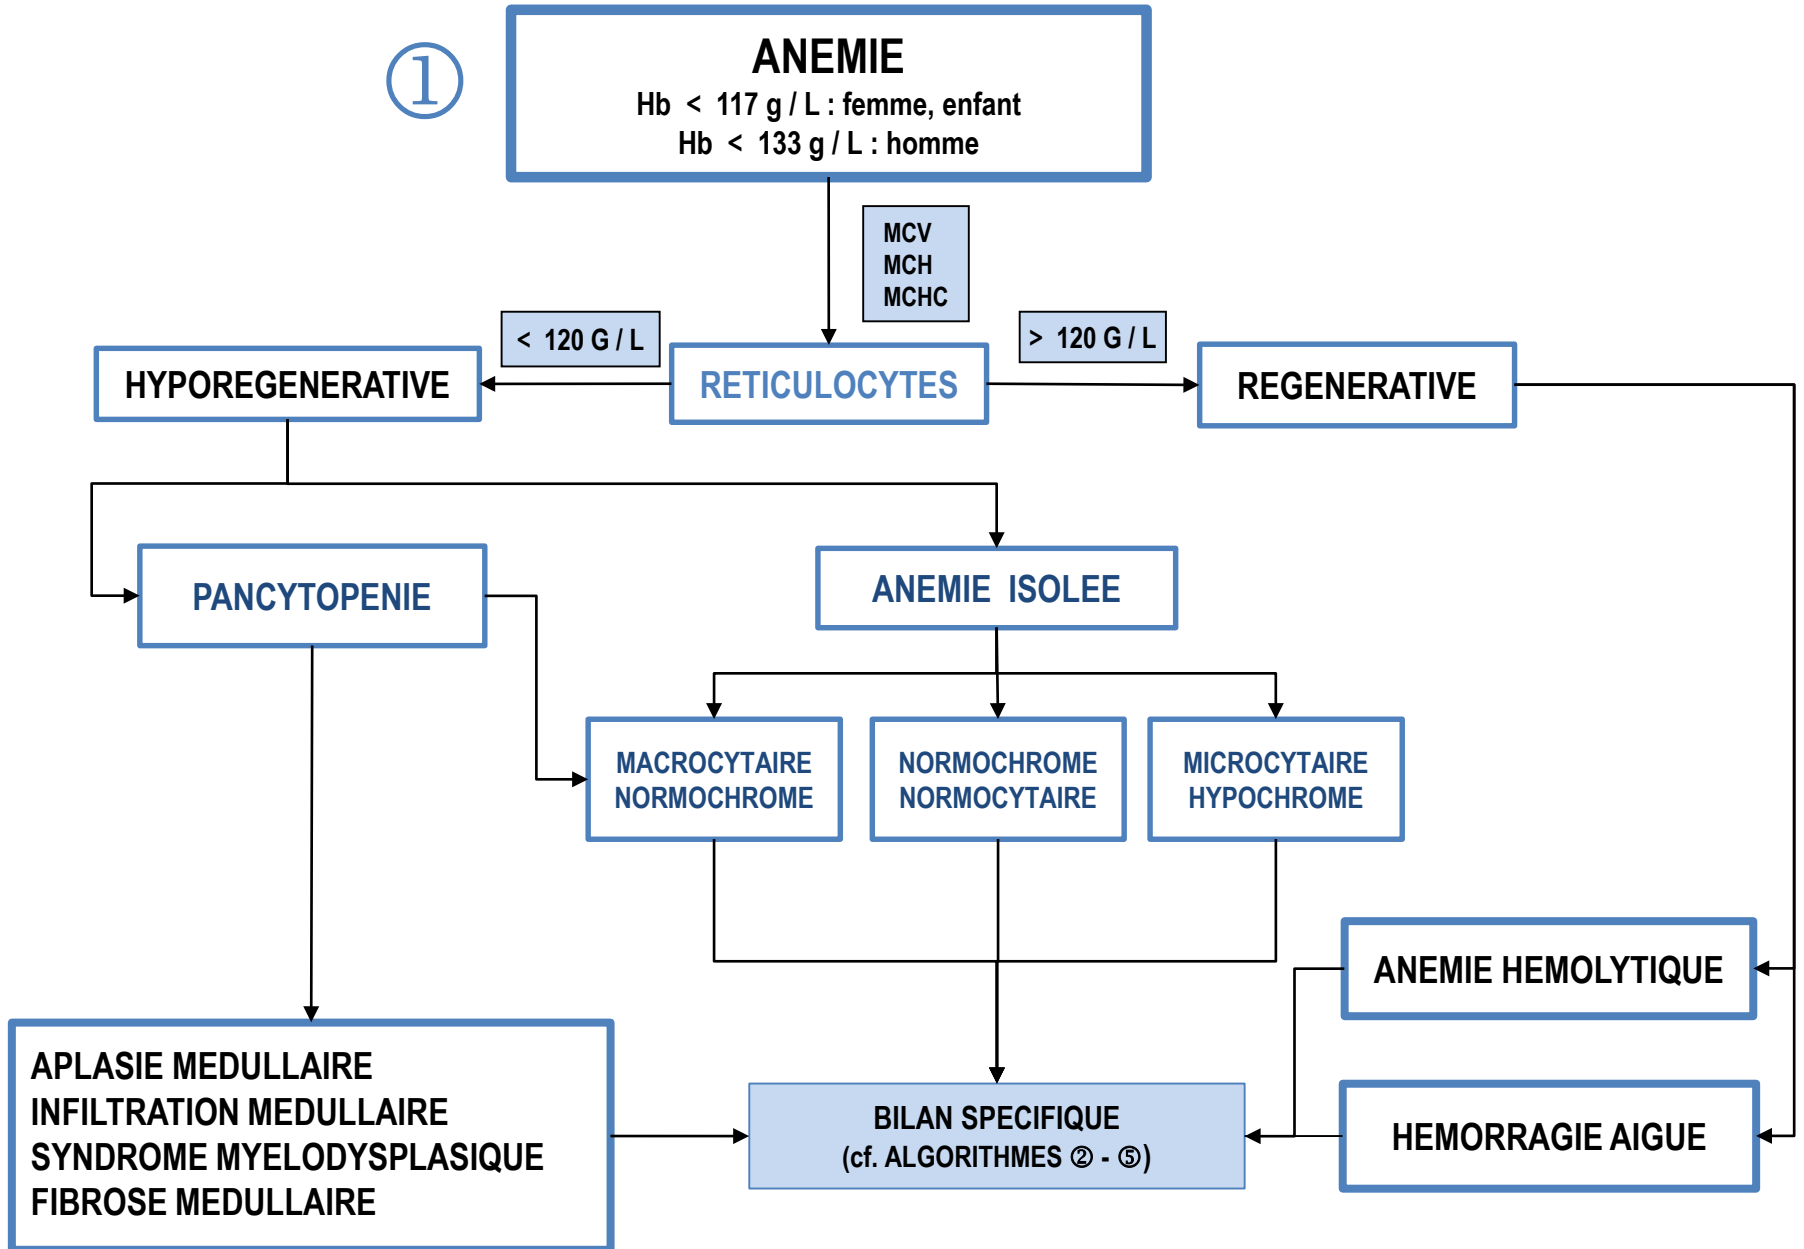 ①
ANEMIE
Hb < 117 g / L : femme, enfant
Hb < 133 g / L : homme
MCV
MCH
MCHC
< 120 G / L
> 120 G / L
HYPOREGENERATIVE
RETICULOCYTES
REGENERATIVE
PANCYTOPENIE
ANEMIE ISOLEE
MACROCYTAIRE
NORMOCHROME
NORMOCHROME
NORMOCYTAIRE
MICROCYTAIRE
HYPOCHROME
ANEMIE HEMOLYTIQUE
APLASIE MEDULLAIRE
INFILTRATION MEDULLAIRE
SYNDROME MYELODYSPLASIQUE
FIBROSE MEDULLAIRE
BILAN SPECIFIQUE
(cf. ALGORITHMES ② - ⑤)
HEMORRAGIE AIGUE